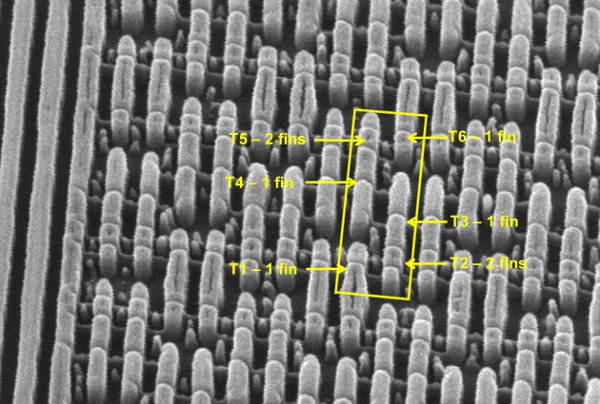 T5 – 2 fins
T6 – 1 fin
T4 – 1 fin
T3 – 1 fin
T1 – 1 fin
T2 – 2 fins